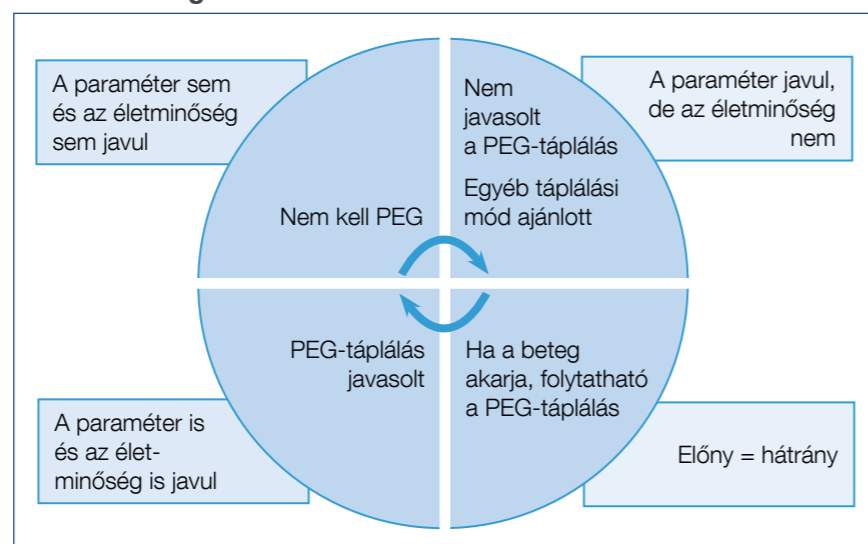 A paraméter sem
és az életminőség
sem javul
Nem kell PEG
Nem
javasolt
a PEG-táplálás
Egyéb táplálási
mód ajánlott
A paraméter javul,
de az életminőség
nem
PEG-táplálás
javasolt
A paraméter is
és az élet-
minőség is javul
Ha a beteg
akarja, folytatható
a PEG-táplálás
Előny = hátrány